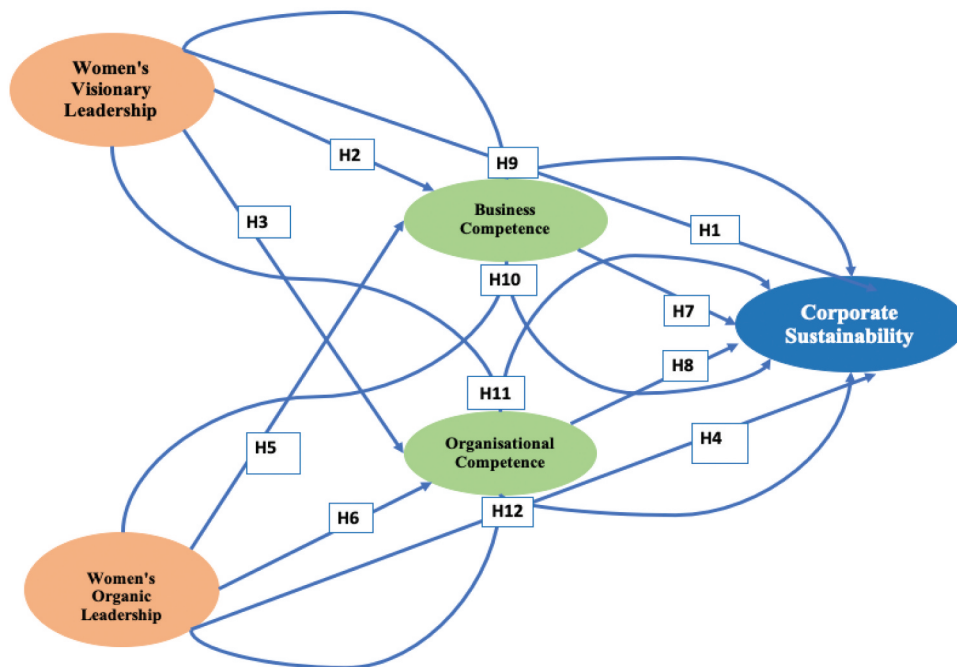 Women's
Visionary
Leadership
H2
H9
H3
Business
Competence
H1
H10
H7
Corporate
Sustainability
H11
H8
H5
Organisational
Competence
H4
H6
H12
Women's
Organic
Leadership